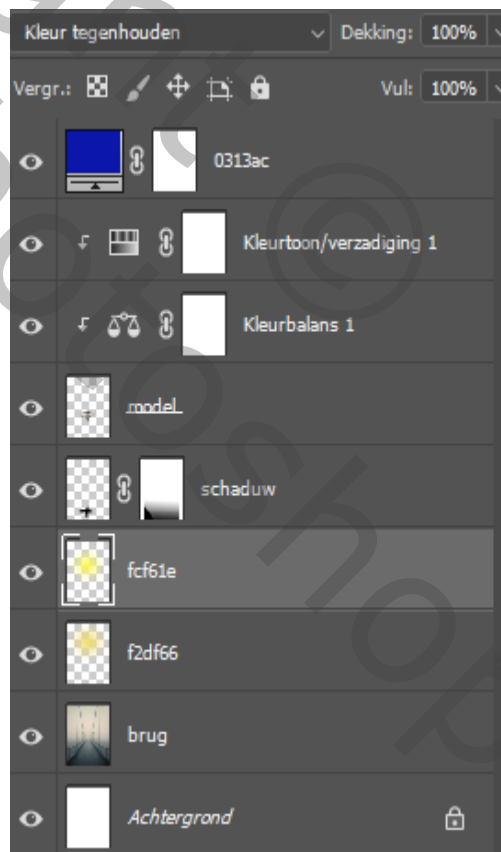 Kleur tegenhouden Dekking: 100%
Vergr.: Vul: 100%
0313ac
Kleurtoon/verzadiging 1
Kleurbalans 1
model
schaduw
fcf61e
f2df66
brug
Achtergrond